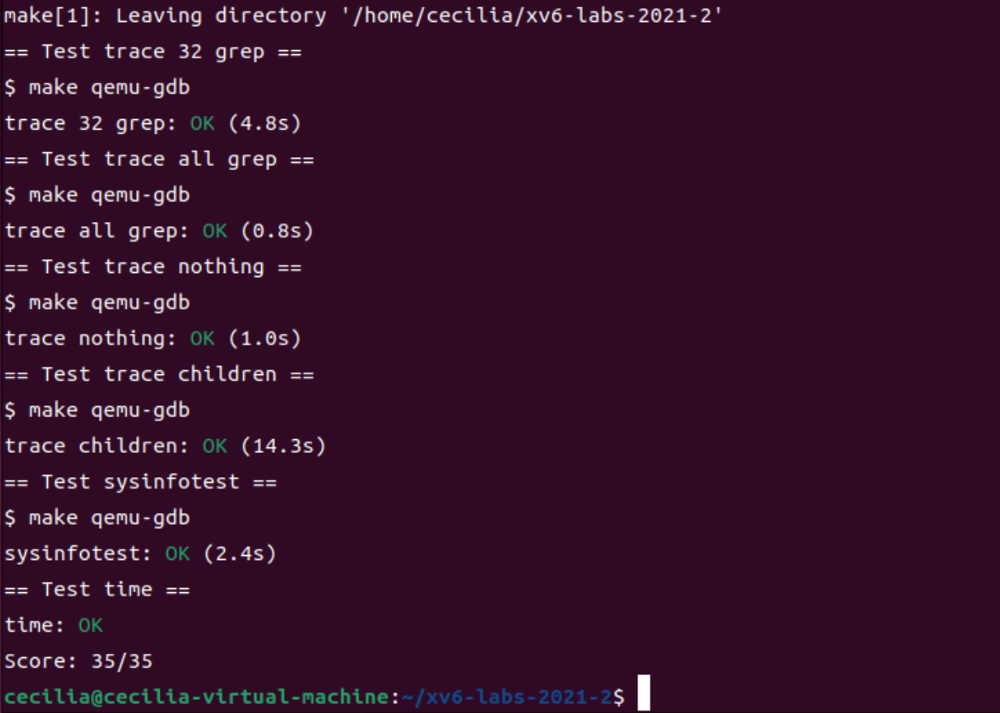 make[1]: Leaving directory '/home/cecilia/xv6-labs-2021-2'
== Test trace 32 grep ==
$ make qemu-gdb
trace 32 grep: OK (4.8s)
== Test trace all grep ==
$ make qemu-gdb
trace all grep: OK (0.8s)
== Test trace nothing ==
$ make qemu-gdb
trace nothing: OK (1.0s)
== Test trace children ==
$ make qemu-gdb
trace children: OK (14.3s)
== Test sysinfotest ==
$ make qemu-gdb
sysinfotest: OK (2.4s)
== Test time ==
time: OK
Score: 35/35
cecilia@cecilia-virtual-machine:~/xv6-labs-2021-2$